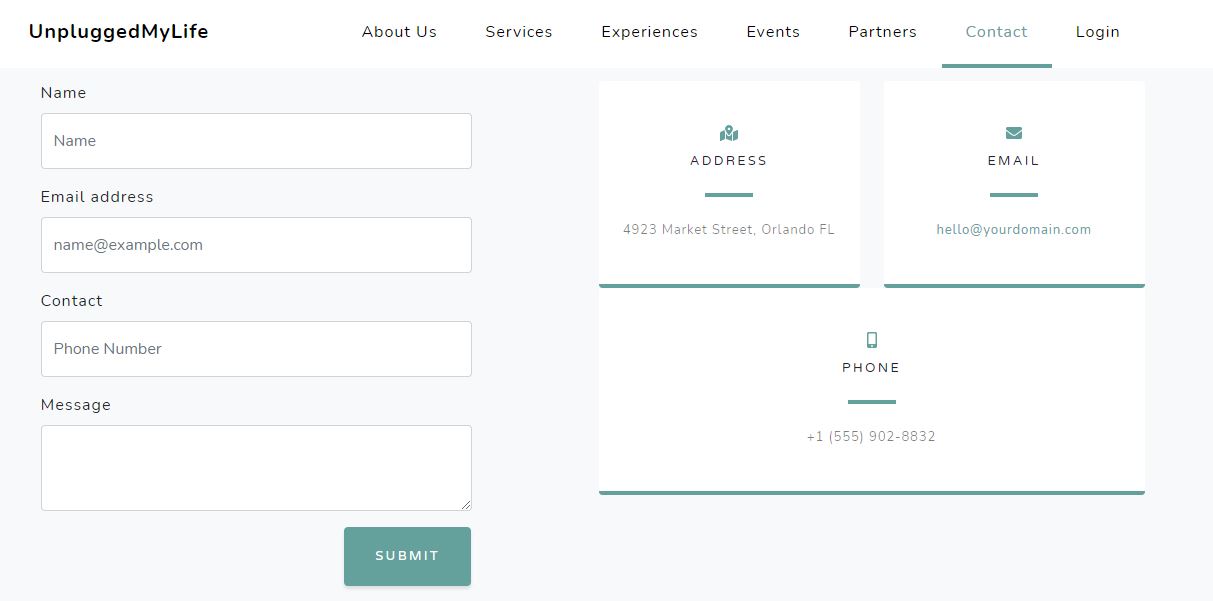 UnpluggedMyLife About Us Services Experiences Events Partners Contact Login
Name
Name
Email address
name@example.com
Contact
Phone Number
Message
SUBMIT
ADDRESS
4923 Market Street, Orlando FL
EMAIL
hello@yourdomain.com
PHONE
+1 (555) 902-8832